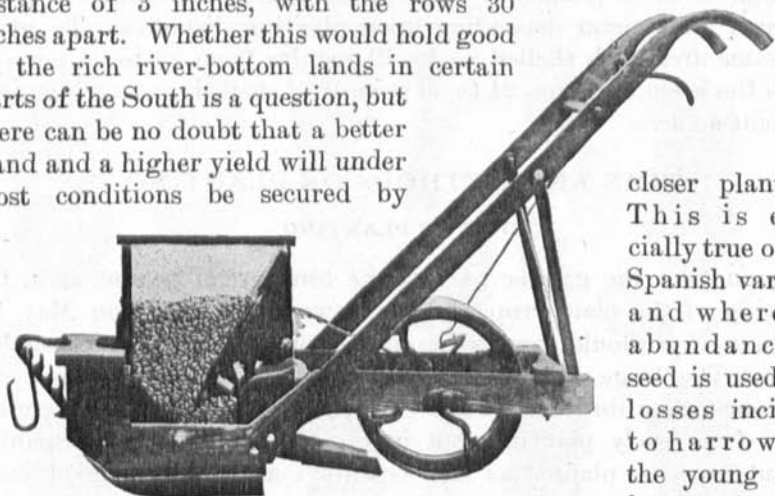 stance of 3 inches, with the rows 30
ches apart. Whether this would hold good
the rich river-bottom lands in certain
rts of the South is a question, but
ere can be no doubt that a better
and and a higher yield will under
ost conditions be secured by
closer plan
This is e
cially true o
Spanish var
and where
abundanc
seed is used
losses inci
to harrow
the young